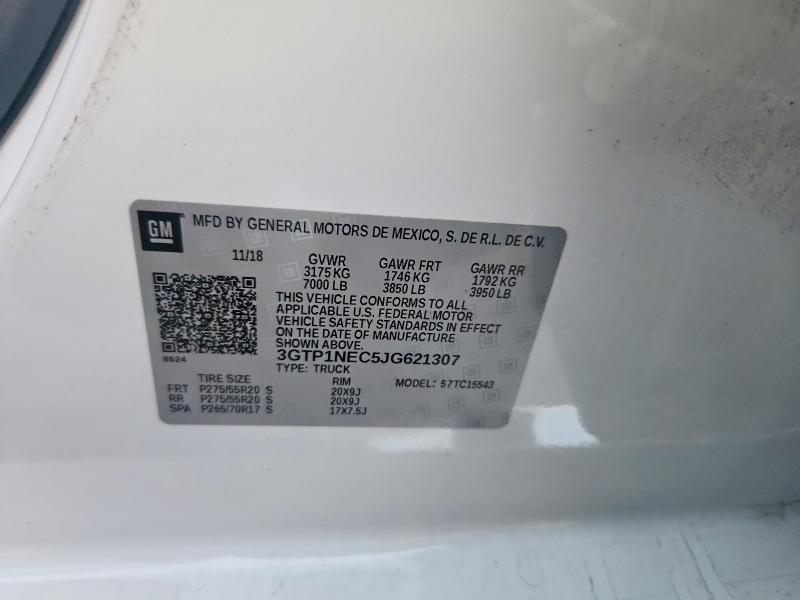 GM
MFD BY GENERAL MOTORS DE MEXICO, S. DE R.L. DE C.V.
11/18 GVWR GAWR FRT GAWR RR
3175 KG 1746 KG 1792 KG
7000 LB 3850 LB 3950 LB
THIS VEHICLE CONFORMS TO ALL
APPLICABLE U.S. FEDERAL MOTOR
VEHICLE SAFETY STANDARDS IN EFFECT
ON THE DATE OF MANUFACTURE
SHOWN ABOVE.
8624
3GTP1NEC5JG621307
TYPE: TRUCK MODEL: 57TC15543
TIRE SIZE RIM
FRT P275/55R20 S 20X9J
RR P275/55R20 S 20X9J
SPA P265/70R17 S 17X7.5J